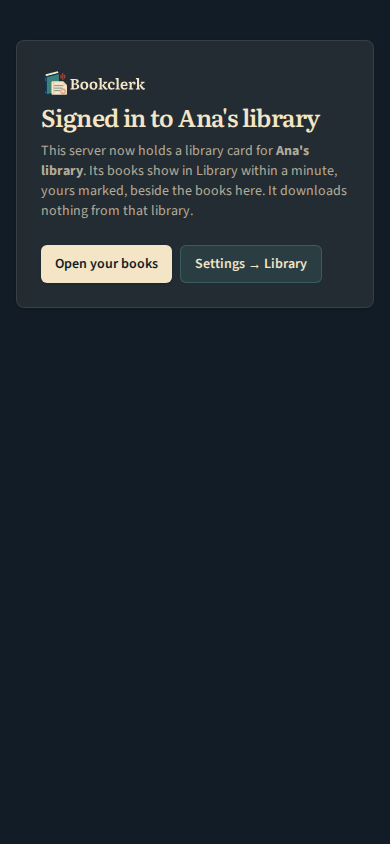 Bookclerk
Signed in to Ana's library
This server now holds a library card for Ana's
library. Its books show in Library within a minute,
yours marked, beside the books here. It downloads
nothing from that library.
Open your books
Settings → Library